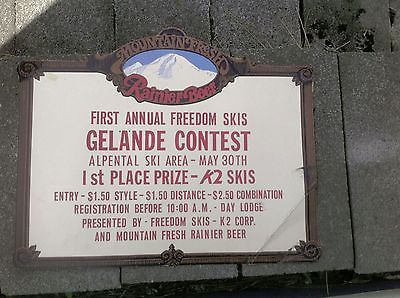 MOUNTAIN FRESH
Rainier Beer
FIRST ANNUAL FREEDOM SKIS
GELANDE CONTEST
ALPENTAL SKI AREA - MAY 30TH
1st PLACE PRIZE - K2 SKIS
ENTRY - $1.50 STYLE - $1.50 DISTANCE - $2.50 COMBINATION
REGISTRATION BEFORE 10:00 A.M. - DAY LODGE
PRESENTED BY - FREEDOM SKIS - K2 CORP.
AND MOUNTAIN FRESH RAINIER BEER